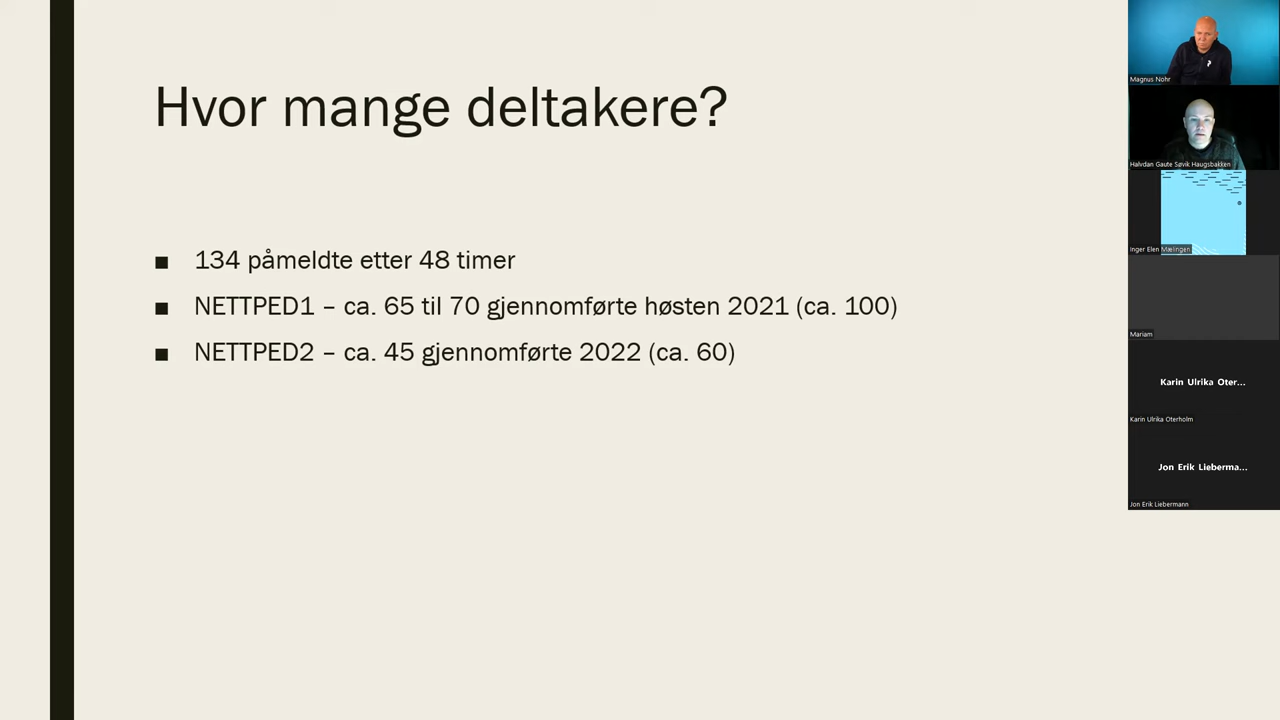 Hvor mange deltakere?
■ 134 påmeldte etter 48 timer
■ NETTPED1 – ca. 65 til 70 gjennomførte høsten 2021 (ca. 100)
■ NETTPED2 – ca. 45 gjennomførte 2022 (ca. 60)
Magnus Nohr
Halvdan Gaute Søvik Haugsbakken
Inger Elen Mælingen
Mariam
Karin Ulrika Oter...
Karin Ulrika Oterholm
Jon Erik Lieberma...
Jon Erik Liebermann